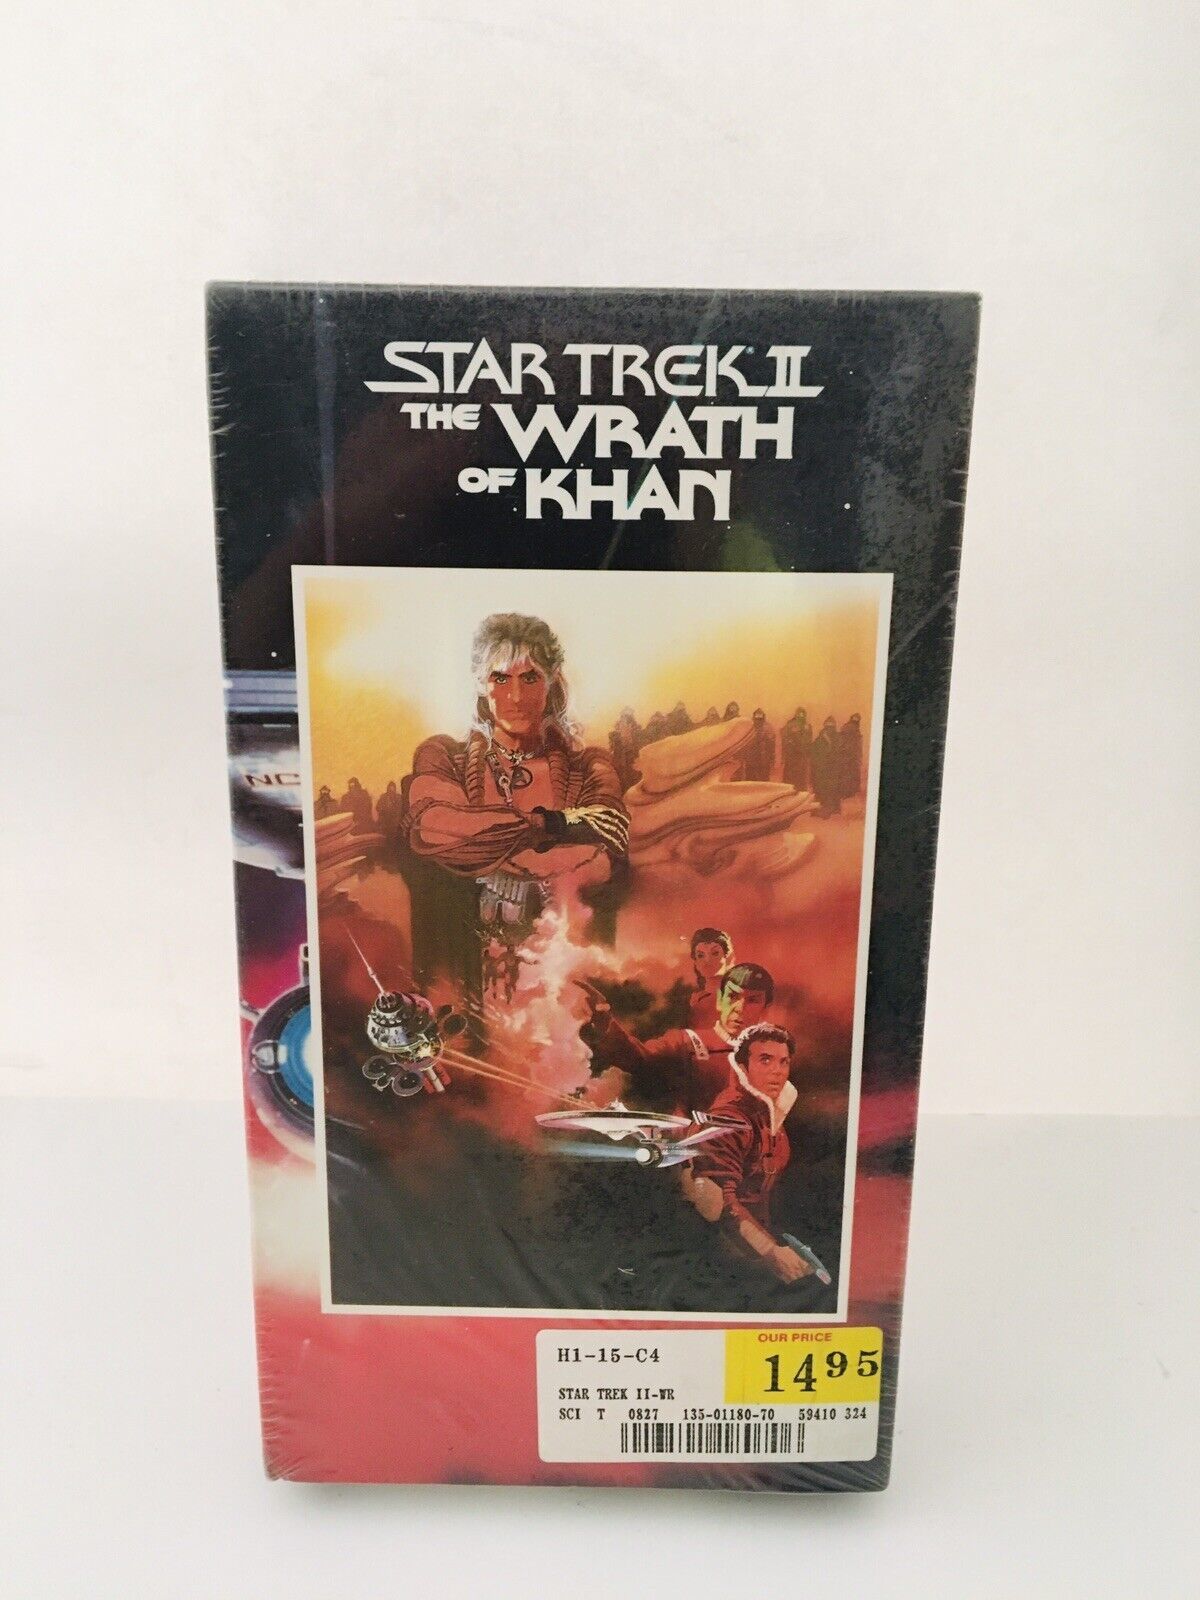 STAR TREK II
THE WRATH
OF KHAN
NC
H1-15-C4
OUR PRICE
14 95
STAR TREK II-WR
SCI T 0827 135-01180-70 59410 324